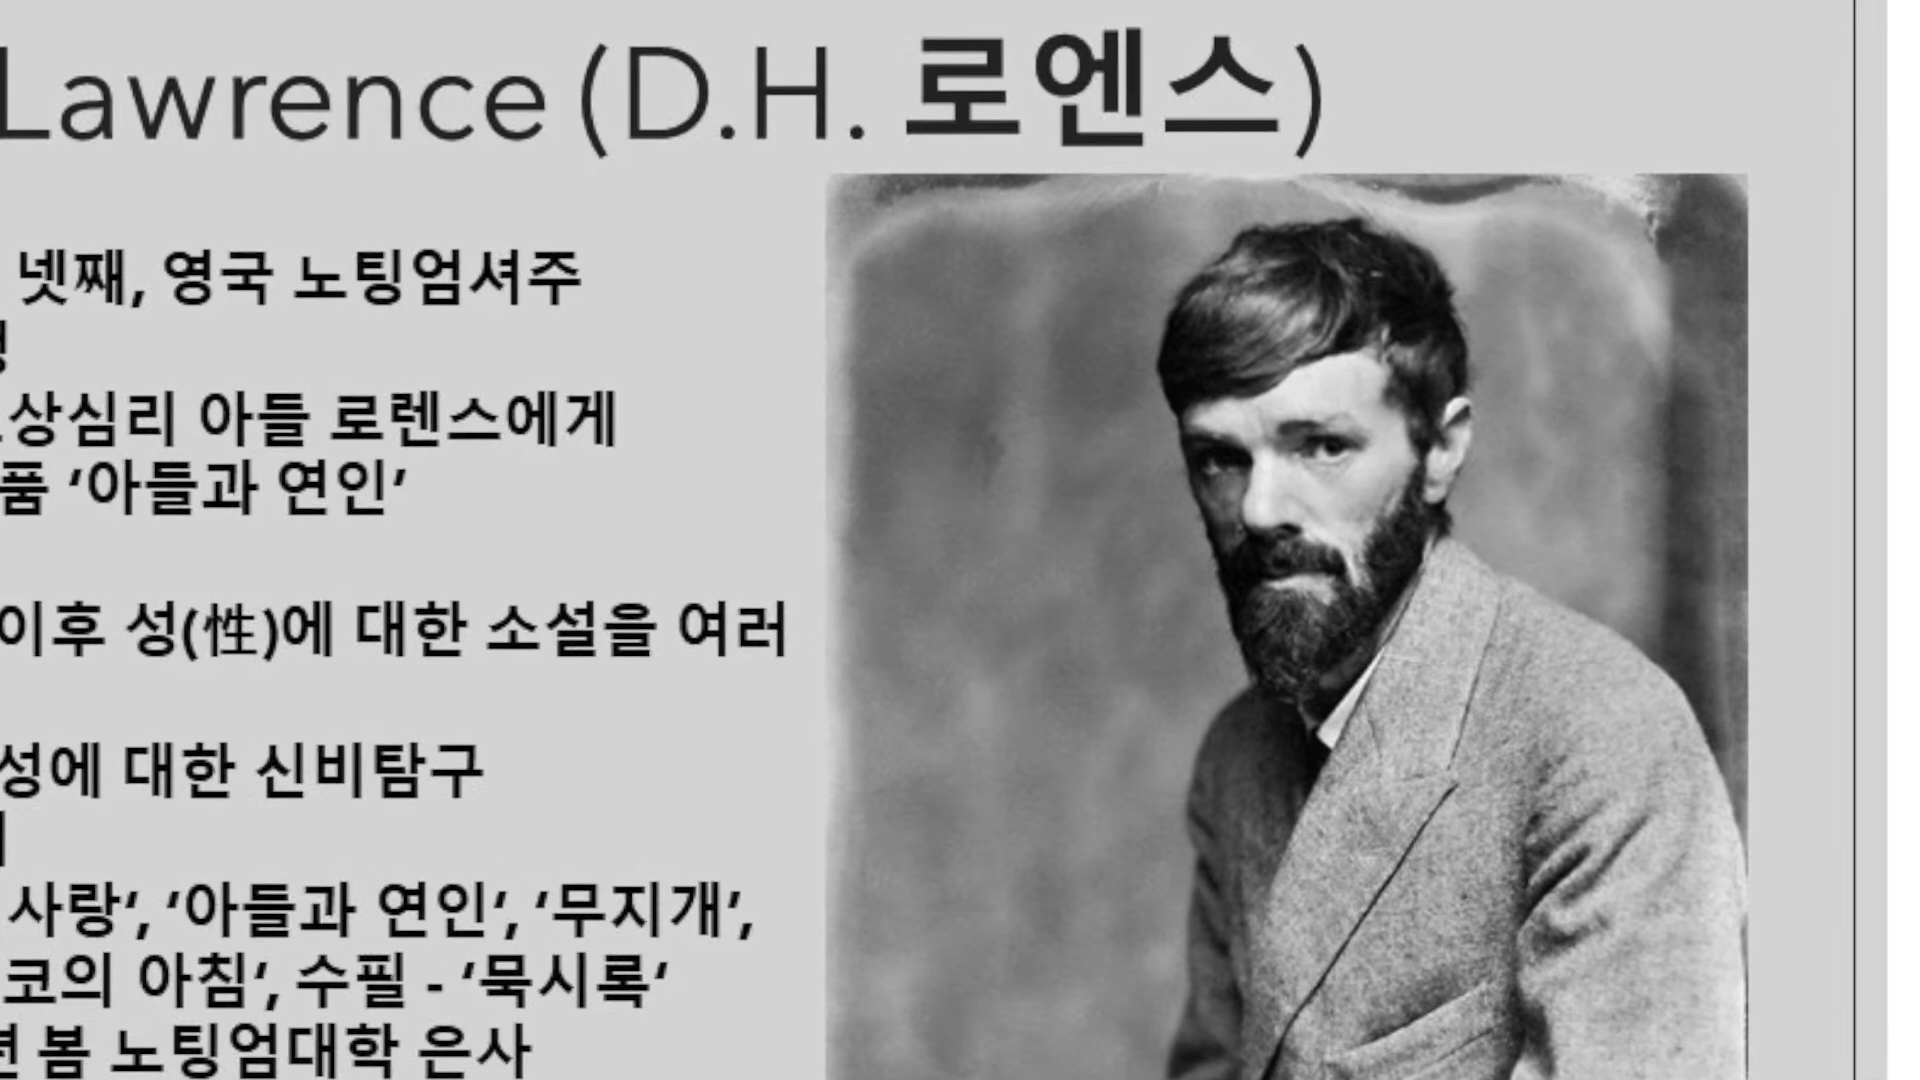 Lawrence (D.H. 로엔스)
넷째, 영국 노팅엄셔주
상심리 아들 로렌스에게
품 ‘아들과 연인’
이후 성(性)에 대한 소설을 여러
성에 대한 신비탐구
사랑‘, ‘아들과 연인‘, ‘무지개’,
코의 아침‘, 수필 - ‘묵시록‘
봄 노팅엄대학 은사